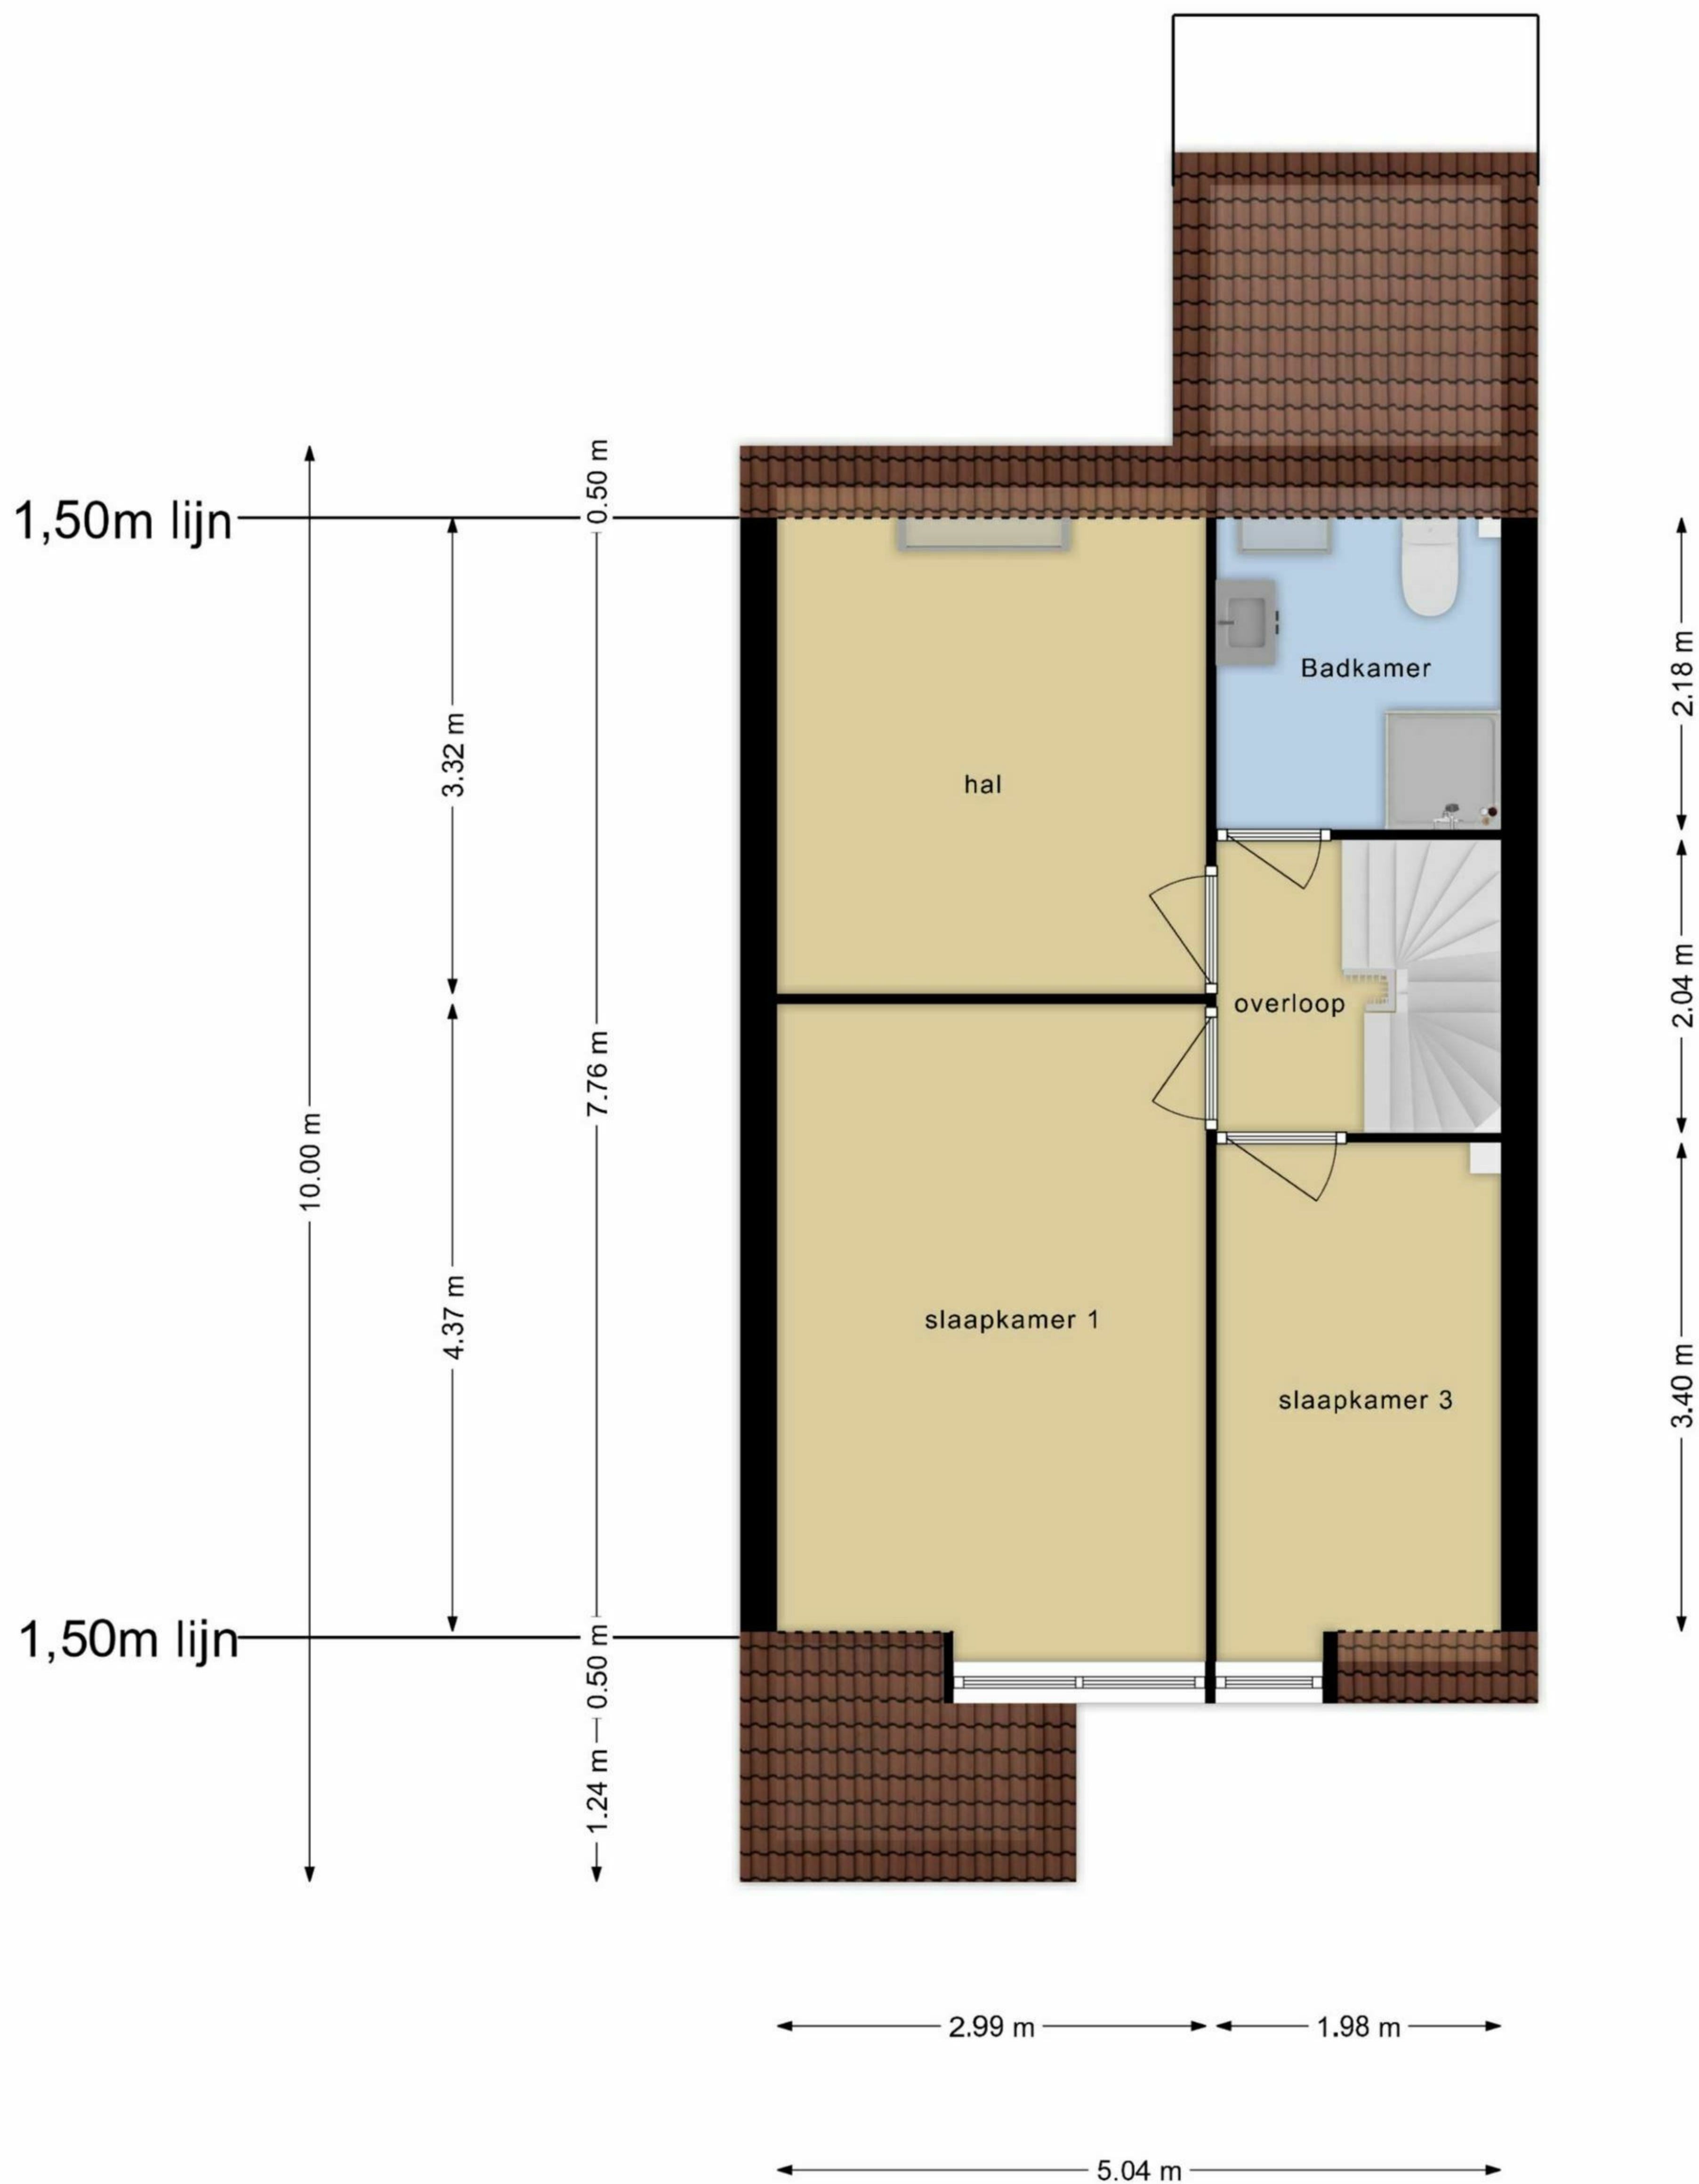 0.50 m
1,50m lijn
2.18 m
Badkamer
3.32 m
hal
2.04 m
overloop
7.76 m
10.00 m
slaapkamer 1
4.37 m
3.40 m
slaapkamer 3
1,50m lijn
0.50 m
1.24 m
2.99 m
1.98 m
5.04 m